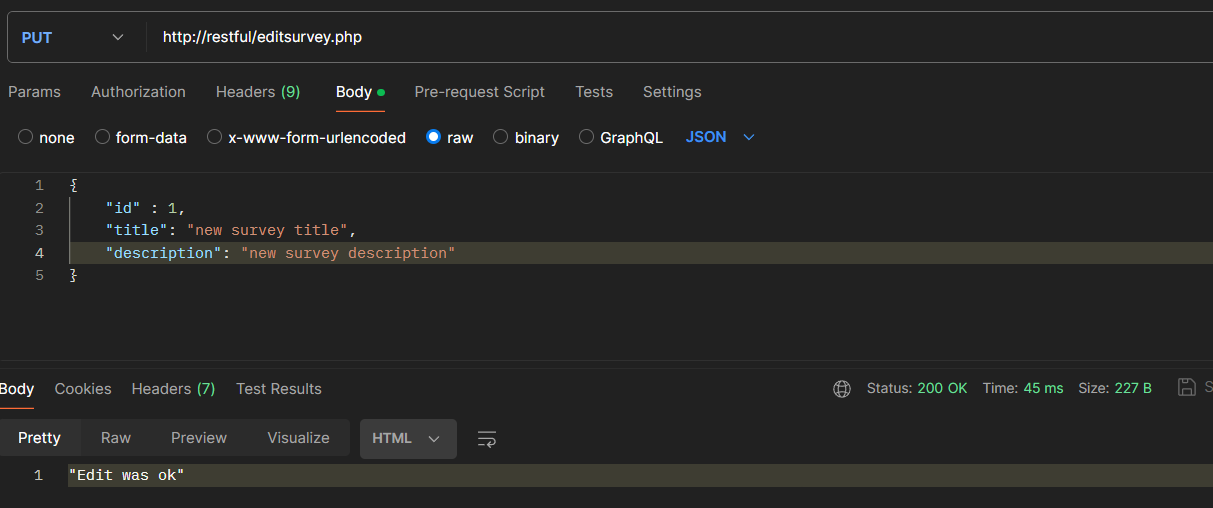 PUT http://restful/editsurvey.php
Params Authorization Headers (9) Body Pre-request Script Tests Settings
none form-data x-www-form-urlencoded raw binary GraphQL JSON
1 {
2 "id" : 1,
3 "title": "new survey title",
4 "description": "new survey description"
5 }
Body Cookies Headers (7) Test Results Status: 200 OK Time: 45 ms Size: 227 B S
Pretty Raw Preview Visualize HTML
1 "Edit was ok"